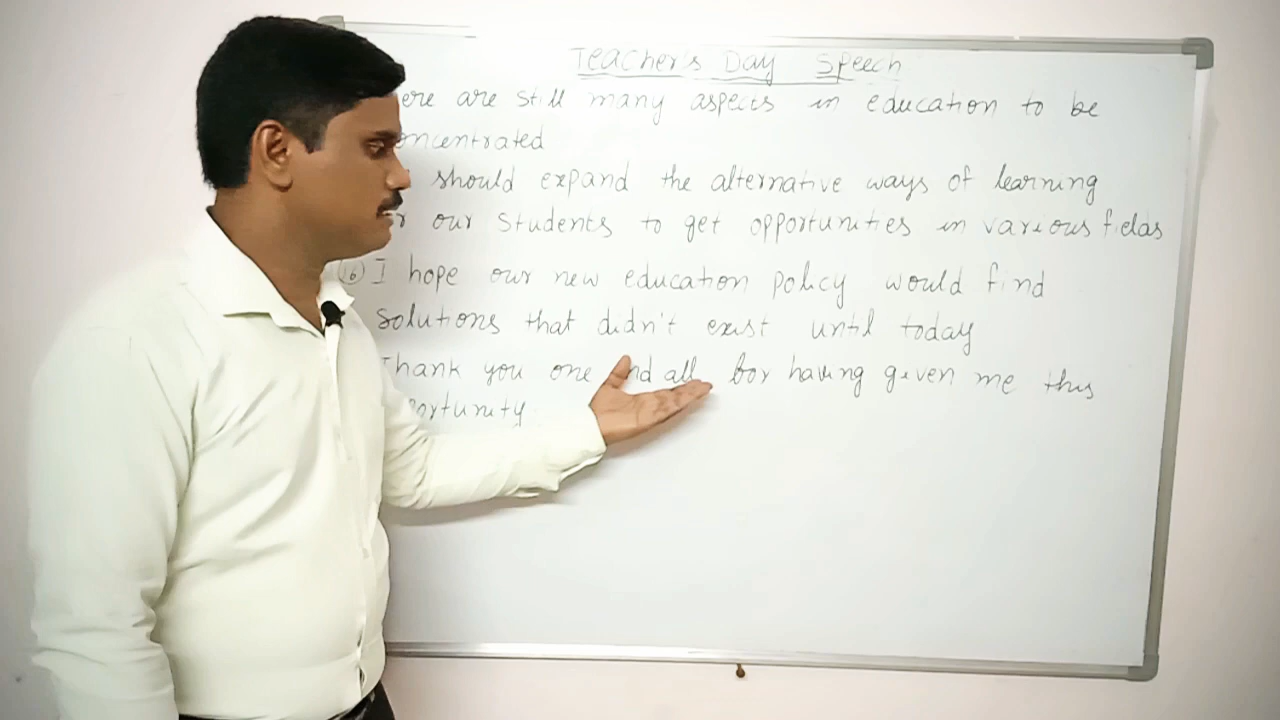 Teacher's Day Speech
ere are still many aspects in education to be
oncentrated
should expand the alternative ways of learning
r our students to get opportunities in various fields
16) I hope our new education policy would find
solutions that didn't exist until today
Thank you one and all for having given me this
portunity